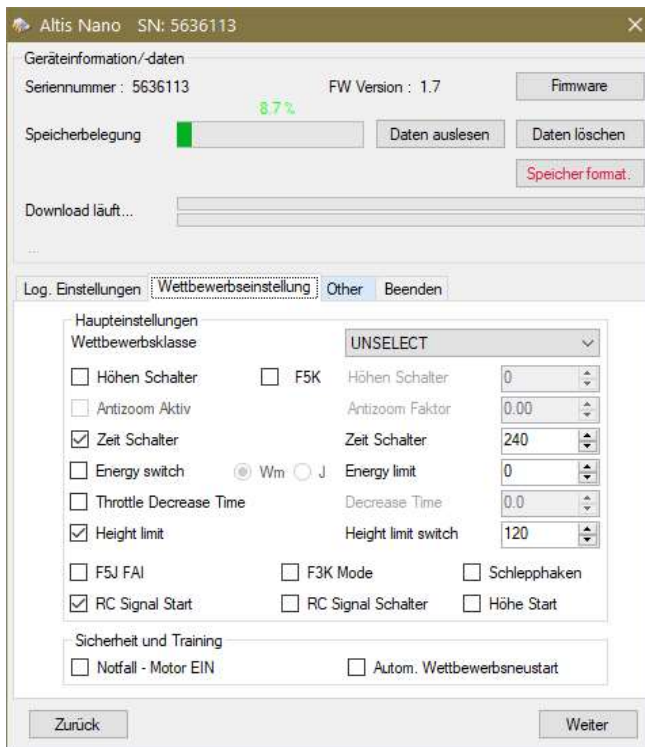 Altis Nano SN: 5636113
Geräteinformation/-daten
Seriennummer : 5636113 FW Version : 1.7 Firmware
8.7 %
Speicherbelegung Daten auslesen Daten löschen
Speicher format.
Download läuft...
...
Log. Einstellungen Wettbewerbseinstellung Other Beenden
Haupteinstellungen
Wettbewerbsklasse UNSELECT
Höhen Schalter F5K Höhen Schalter 0
Antizoom Aktiv Antizoom Faktor 0.00
Zeit Schalter Zeit Schalter 240
Energy switch Wm J Energy limit 0
Throttle Decrease Time Decrease Time 0.0
Height limit Height limit switch 120
F5J FAI F3K Mode Schlepphaken
RC Signal Start RC Signal Schalter Höhe Start
Sicherheit und Training
Notfall - Motor EIN Autom. Wettbewerbsneustart
Zurück Weiter